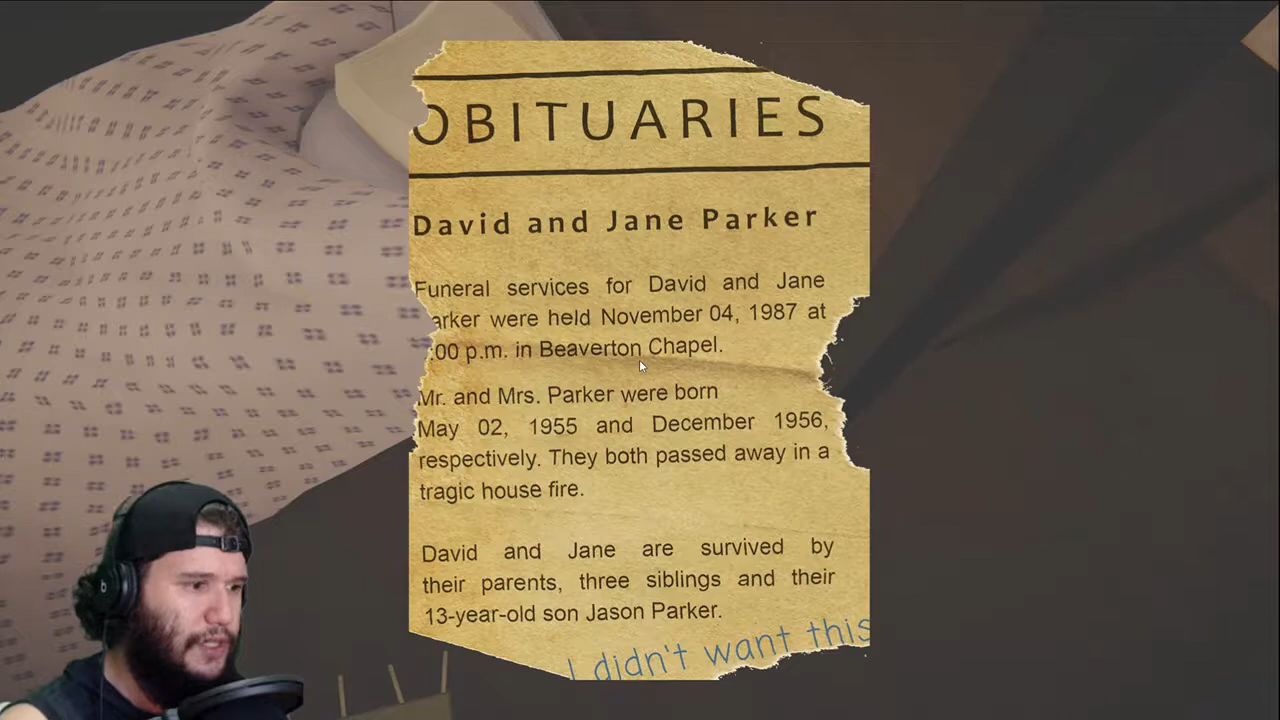 OBITUARIES
David and Jane Parker
Funeral services for David and Jane
arker were held November 04, 1987 at
:00 p.m. in Beaverton Chapel.
Mr. and Mrs. Parker were born
May 02, 1955 and December 1956,
respectively. They both passed away in a
tragic house fire.
David and Jane are survived by
their parents, three siblings and their
13-year-old son Jason Parker.
I didn't want this